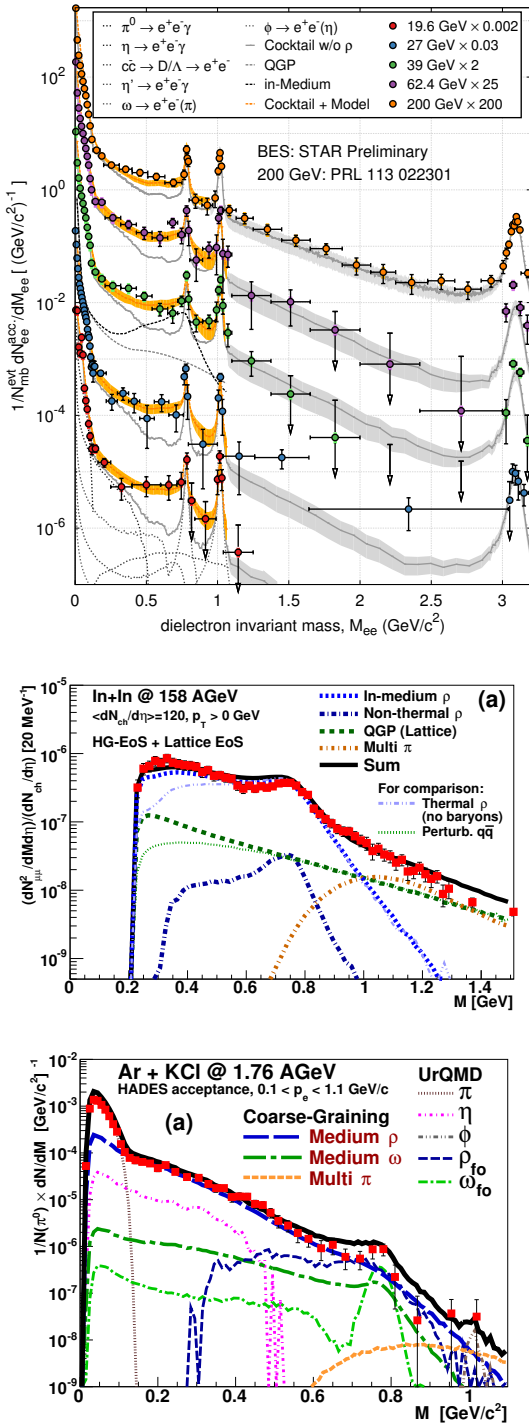 π⁰ → e⁺e⁻γ
η → e⁺e⁻γ
cc̄ → D/Λ → e⁺e⁻
η' → e⁺e⁻γ
ω → e⁺e⁻(π)
φ → e⁺e⁻(η)
Cocktail w/o ρ
QGP
in-Medium
Cocktail + Model
19.6 GeV × 0.002
27 GeV × 0.03
39 GeV × 2
62.4 GeV × 25
200 GeV × 200
BES: STAR Preliminary
200 GeV: PRL 113 022301
1/N^evt_mb dN^acc._ee/dM_ee [ (GeV/c²)⁻¹ ]
10²
10⁰
10⁻²
10⁻⁴
10⁻⁶
0 0.5 1 1.5 2 2.5 3
dielectron invariant mass, M_ee (GeV/c²)
In+In @ 158 AGeV
<dN_ch/dη>=120, p_T > 0 GeV
HG-EoS + Lattice EoS
(a)
In-medium ρ
Non-thermal ρ
QGP (Lattice)
Multi π
Sum
For comparison:
Thermal ρ
(no baryons)
Perturb. qq̄
(dN²_μμ/dMdη)/(dN_ch/dη) [20 MeV⁻¹]
10⁻⁵
10⁻⁶
10⁻⁷
10⁻⁸
10⁻⁹
0 0.2 0.4 0.6 0.8 1.0 1.2 1.4
M [GeV]
Ar + KCl @ 1.76 AGeV
HADES acceptance, 0.1 < p_e < 1.1 GeV/c
(a)
Coarse-Graining
Medium ρ
Medium ω
Multi π
UrQMD
π
η
φ
ρ_fo
ω_fo
1/N(π⁰) × dN/dM [GeV/c²]⁻¹
10⁻²
10⁻³
10⁻⁴
10⁻⁵
10⁻⁶
10⁻⁷
10⁻⁸
10⁻⁹
0 0.2 0.4 0.6 0.8 1.0
M [GeV/c²]